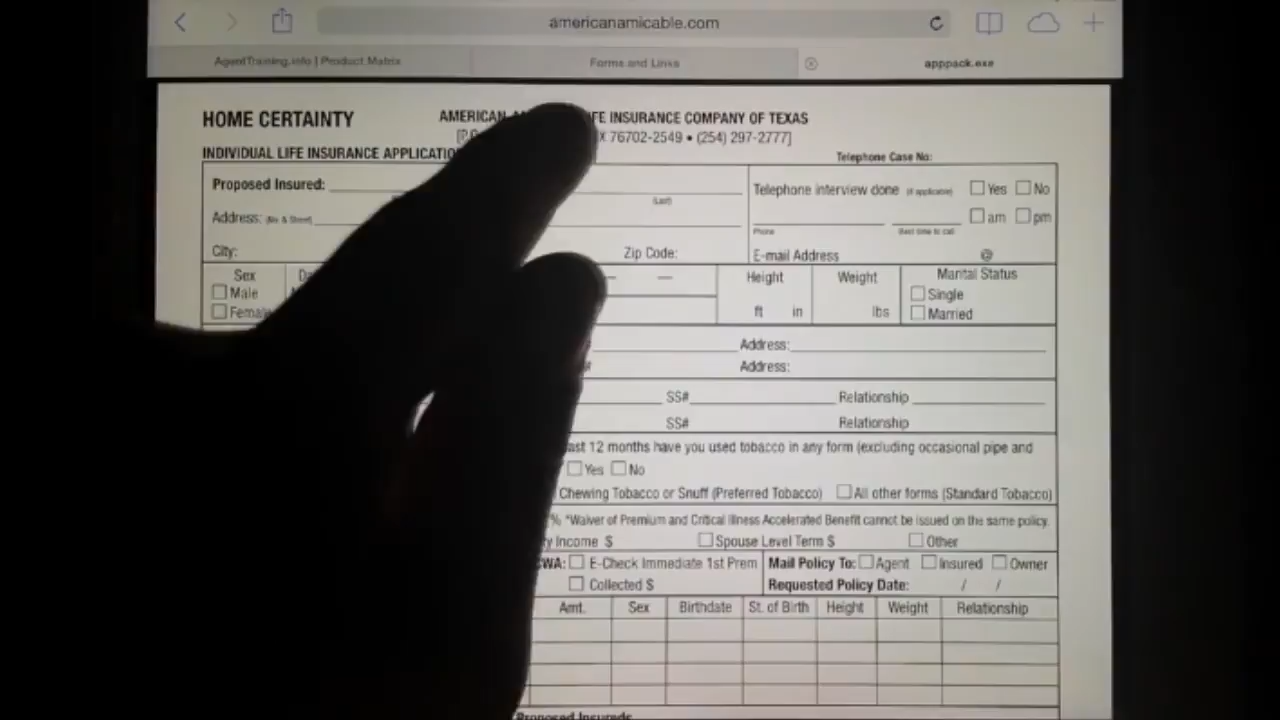 americanamicable.com
AgentTraining.info | Product Matrix
Forms and Links
apppack.exe
HOME CERTAINTY
AMERICAN LIFE INSURANCE COMPANY OF TEXAS
[P.O. X 76702-2549 • (254) 297-2777]
INDIVIDUAL LIFE INSURANCE APPLICATIO
Telephone Case No:
Proposed Insured:
(Last)
Telephone interview done (if applicable) Yes No
Address: (No & Street)
am pm
Phone (Best time to call)
City: Zip Code:
E-mail Address @
Sex
Height Weight Marital Status
Male
Single
Female
ft in lbs
Married
Address:
Address:
SS# Relationship
SS# Relationship
ast 12 months have you used tobacco in any form (excluding occasional pipe and
Yes No
Chewing Tobacco or Snuff (Preferred Tobacco) All other forms (Standard Tobacco)
% *Waiver of Premium and Critical Illness Accelerated Benefit cannot be issued on the same policy.
y Income $ Spouse Level Term $ Other
CWA: E-Check Immediate 1st Prem Mail Policy To: Agent Insured Owner
Collected $ Requested Policy Date: / /
Amt. Sex Birthdate St. of Birth Height Weight Relationship
Proposed Insureds